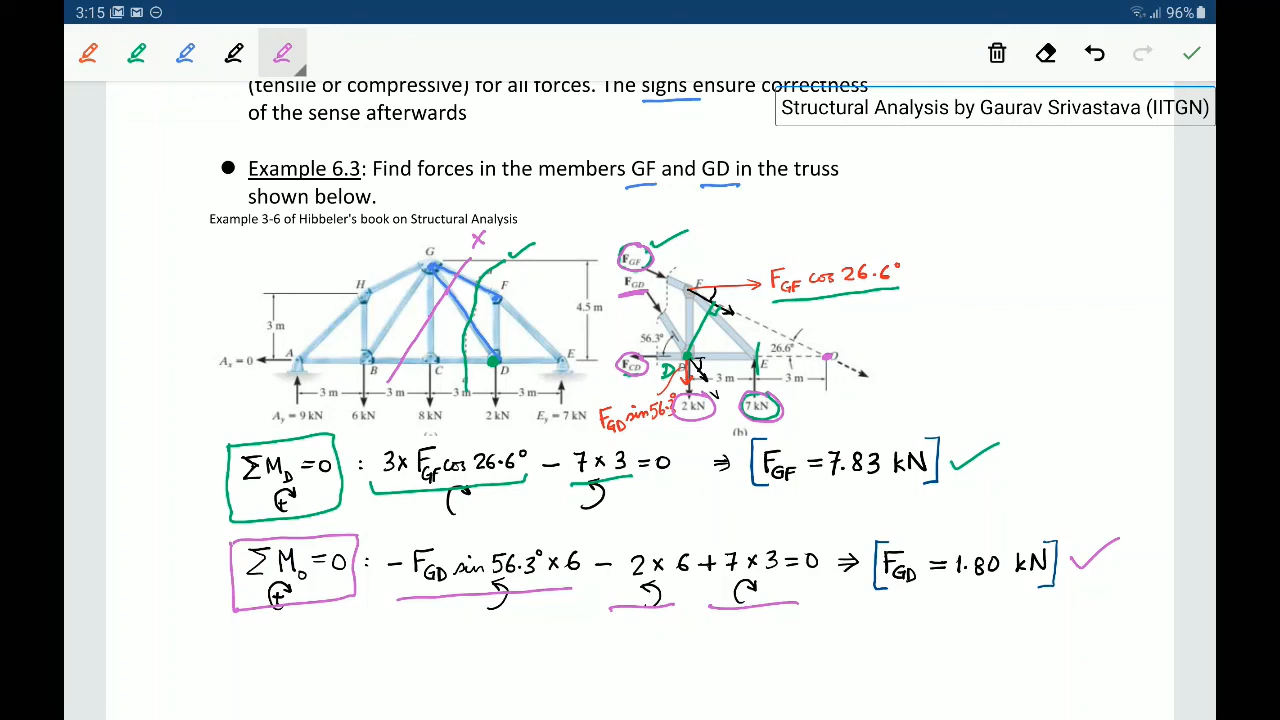 3:15
96%
(tensile or compressive) for all forces. The signs ensure correctness
of the sense afterwards
Structural Analysis by Gaurav Srivastava (IITGN)
Example 6.3: Find forces in the members GF and GD in the truss
shown below.
Example 3-6 of Hibbeler's book on Structural Analysis
G
H
F
3 m
4.5 m
Ax = 0
A
B
C
D
E
3 m
3 m
3 m
3 m
Ay = 9 kN
6 kN
8 kN
2 kN
Ey = 7 kN
FGF
FGD
F
FGF cos 26.6°
56.3°
26.6°
FCD
D
E
O
3 m
3 m
FGD sin 56.3°
2 kN
7 kN
(b)
ΣMD = 0 : 3 × FGF cos 26.6° − 7 × 3 = 0 ⇒ [FGF = 7.83 kN]
+
ΣMo = 0 : − FGD sin 56.3° × 6 − 2 × 6 + 7 × 3 = 0 ⇒ [FGD = 1.80 kN]
+